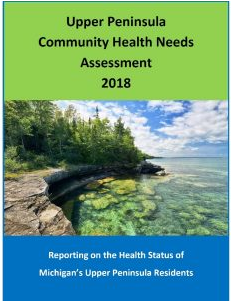 Upper Peninsula
Community Health Needs
Assessment
2018
Reporting on the Health Status of
Michigan's Upper Peninsula Residents